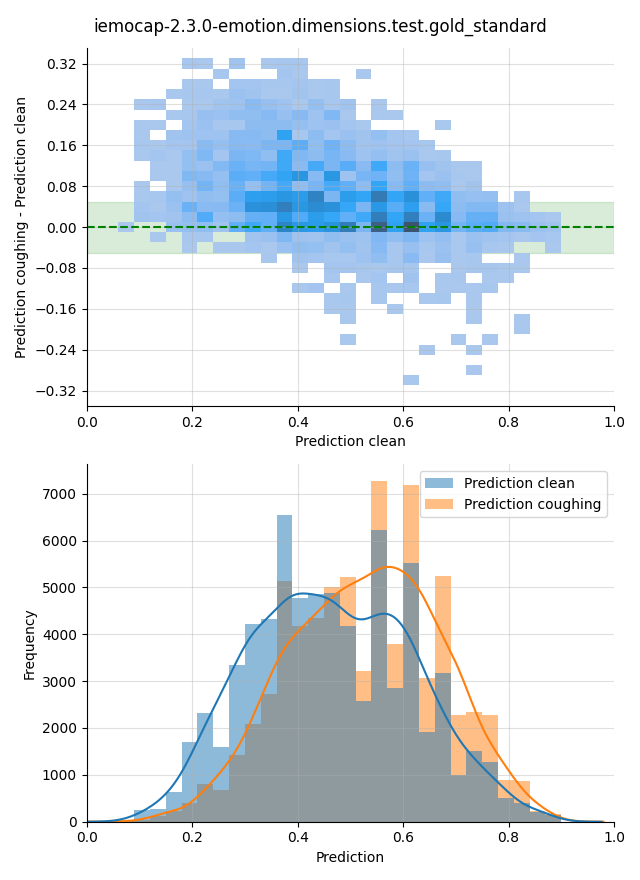 iemocap-2.3.0-emotion.dimensions.test.gold_standard
Prediction coughing - Prediction clean
0.32
0.24
0.16
0.08
0.00
−0.08
−0.16
−0.24
−0.32
0.0 0.2 0.4 0.6 0.8 1.0
Prediction clean
Frequency
7000
6000
5000
4000
3000
2000
1000
0
Prediction clean
Prediction coughing
0.0 0.2 0.4 0.6 0.8 1.0
Prediction